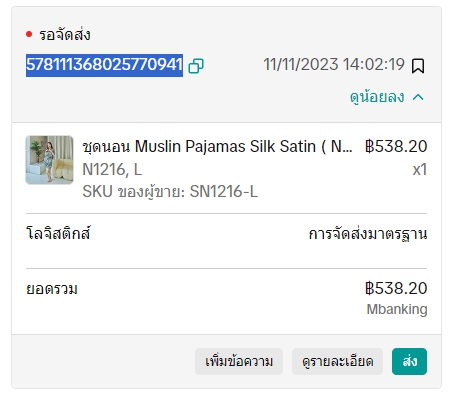 รอจัดส่ง
578111368025770941 11/11/2023 14:02:19
ดูน้อยลง
ชุดนอน Muslin Pajamas Silk Satin ( N... ฿538.20
N1216, L x1
SKU ของผู้ขาย: SN1216-L
โลจิสติกส์ การจัดส่งมาตรฐาน
ยอดรวม ฿538.20
Mbanking
เพิ่มข้อความ ดูรายละเอียด ส่ง